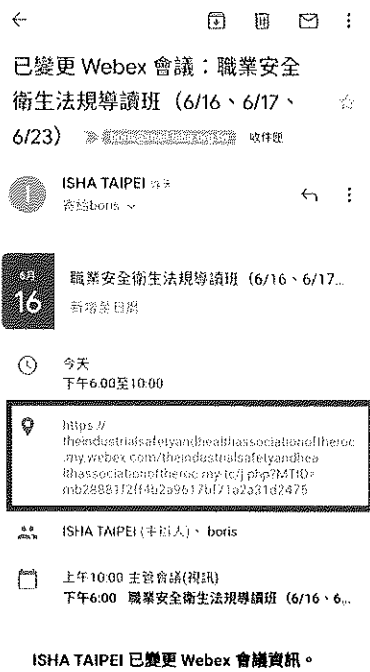 已變更 Webex 會議：職業安全
衛生法規導讀班（6/16、6/17、
6/23）
收件匣
I
ISHA TAIPEI 昨天
寄給boris
6月
16
職業安全衛生法規導讀班（6/16、6/17...
新增至日曆
今天
下午6:00至10:00
https://
theindustrialsafetyandhealthassociationoftheroc
.my.webex.com/theindustrialsafetyandhea
lthassociationoftheroc.my-tc/j.php?MTID=
ISHA TAIPEI (主辦人)、boris
上午10:00 主管會議(視訊)
下午6:00 職業安全衛生法規導讀班（6/16、6...
ISHA TAIPEI 已變更 Webex 會議資訊。